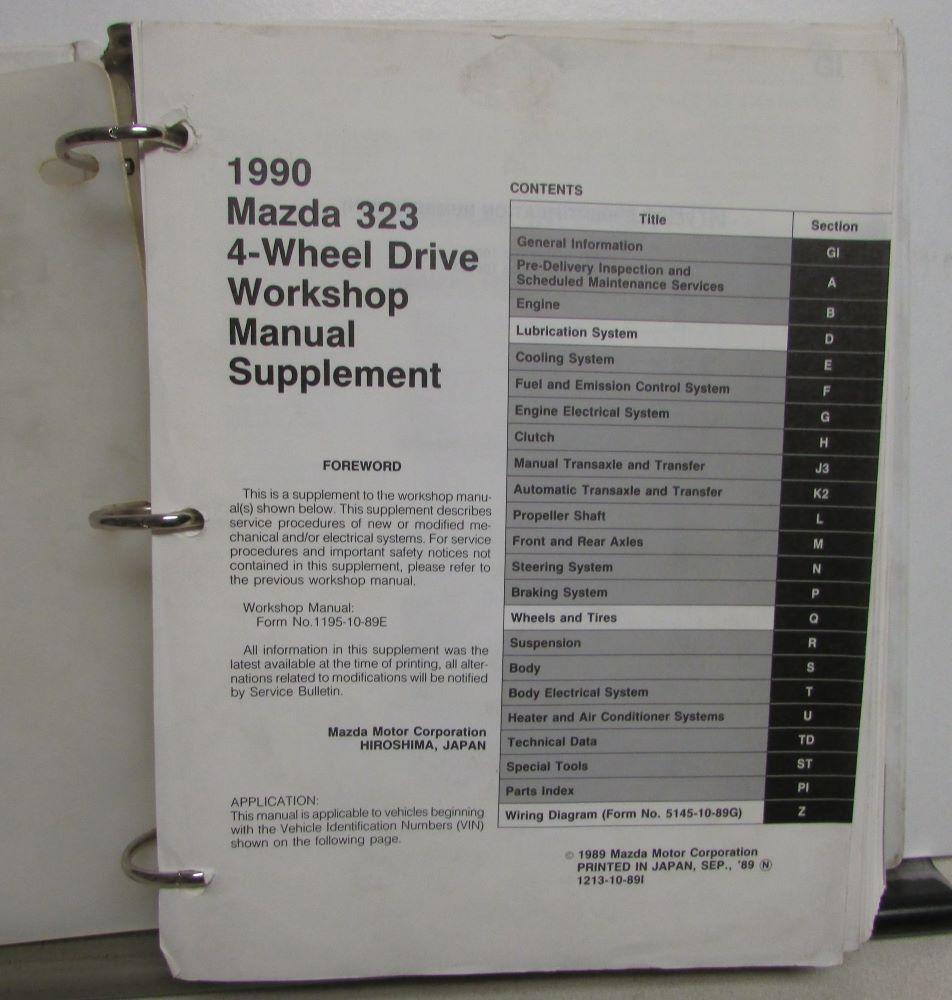 1990
Mazda 323
4-Wheel Drive
Workshop
Manual
Supplement
FOREWORD
This is a supplement to the workshop manu-
al(s) shown below. This supplement describes
service procedures of new or modified me-
chanical and/or electrical systems. For service
procedures and important safety notices not
contained in this supplement, please refer to
the previous workshop manual.
Workshop Manual:
Form No.1195-10-89E
All information in this supplement was the
latest available at the time of printing, all alter-
nations related to modifications will be notified
by Service Bulletin.
Mazda Motor Corporation
HIROSHIMA, JAPAN
APPLICATION:
This manual is applicable to vehicles beginning
with the Vehicle Identification Numbers (VIN)
shown on the following page.
CONTENTS
Title Section
General Information GI
Pre-Delivery Inspection and
Scheduled Maintenance Services A
Engine B
Lubrication System D
Cooling System E
Fuel and Emission Control System F
Engine Electrical System G
Clutch H
Manual Transaxle and Transfer J3
Automatic Transaxle and Transfer K2
Propeller Shaft L
Front and Rear Axles M
Steering System N
Braking System P
Wheels and Tires Q
Suspension R
Body S
Body Electrical System T
Heater and Air Conditioner Systems U
Technical Data TD
Special Tools ST
Parts Index PI
Wiring Diagram (Form No. 5145-10-89G) Z
© 1989 Mazda Motor Corporation
PRINTED IN JAPAN, SEP., '89 Ⓝ
1213-10-89I